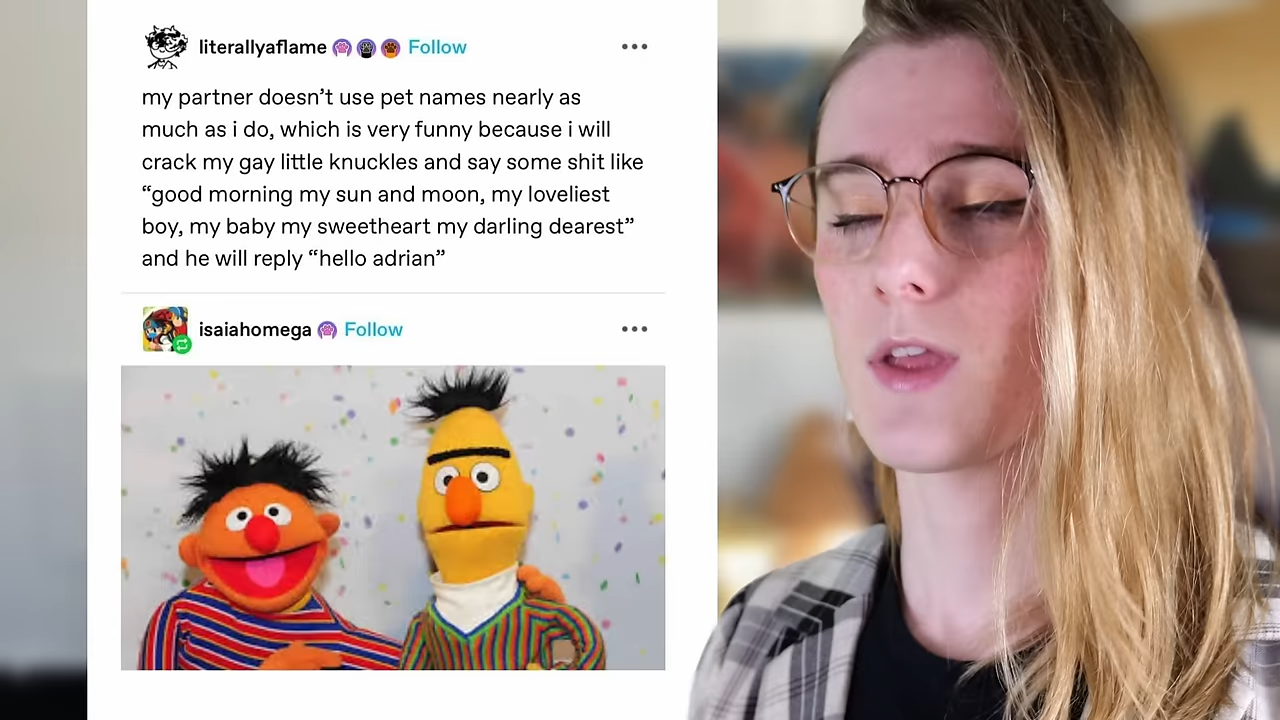 literallyaflame Follow
my partner doesn’t use pet names nearly as
much as i do, which is very funny because i will
crack my gay little knuckles and say some shit like
“good morning my sun and moon, my loveliest
boy, my baby my sweetheart my darling dearest”
and he will reply “hello adrian”
isaiahomega Follow